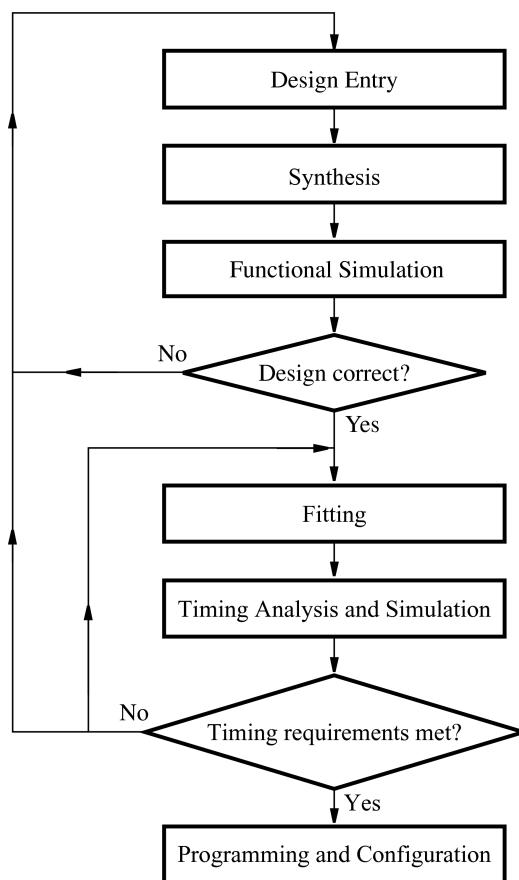 Design Entry
Synthesis
Functional Simulation
No
Design correct?
Yes
Fitting
Timing Analysis and Simulation
No
Timing requirements met?
Yes
Programming and Configuration